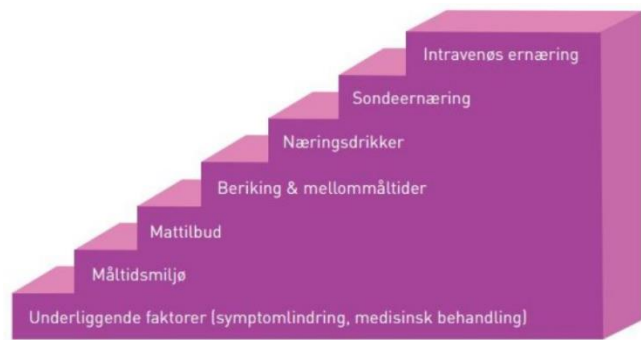 Intravenøs ernæring
Sondeernæring
Næringsdrikker
Beriking & mellommåltider
Mattilbud
Måltidsmiljø
Underliggende faktorer (symptomlindring, medisinsk behandling)